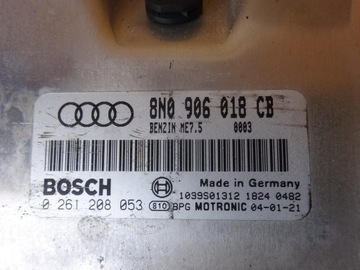 8N0 906 018 CB
BENZIN ME7.5 0003
BOSCH
Made in Germany
1039S01312 1824 0482
0 261 208 053 810 BPG MOTRONIC 04-01-21